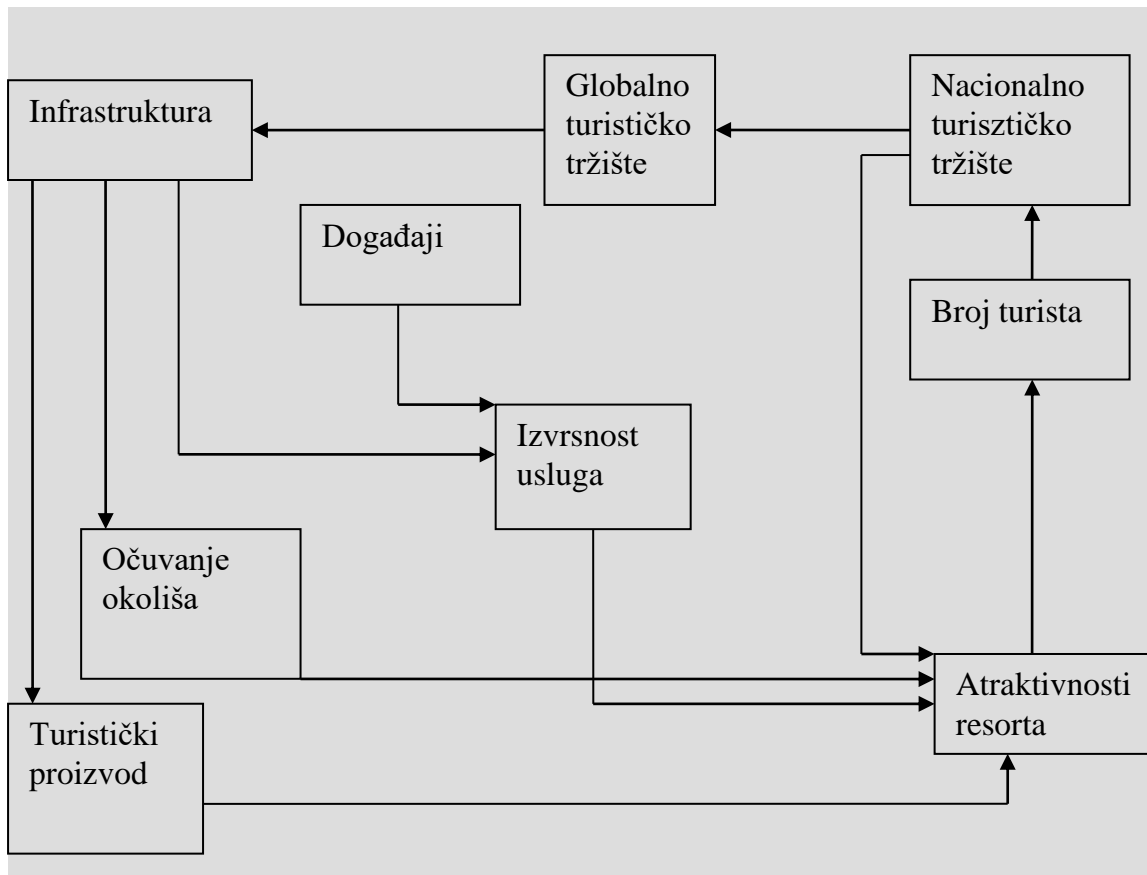 Infrastruktura
Globalno
turističko
tržište
Nacionalno
turisztičko
tržište
Događaji
Broj turista
Izvrsnost
usluga
Očuvanje
okoliša
Atraktivnosti
resorta
Turistički
proizvod